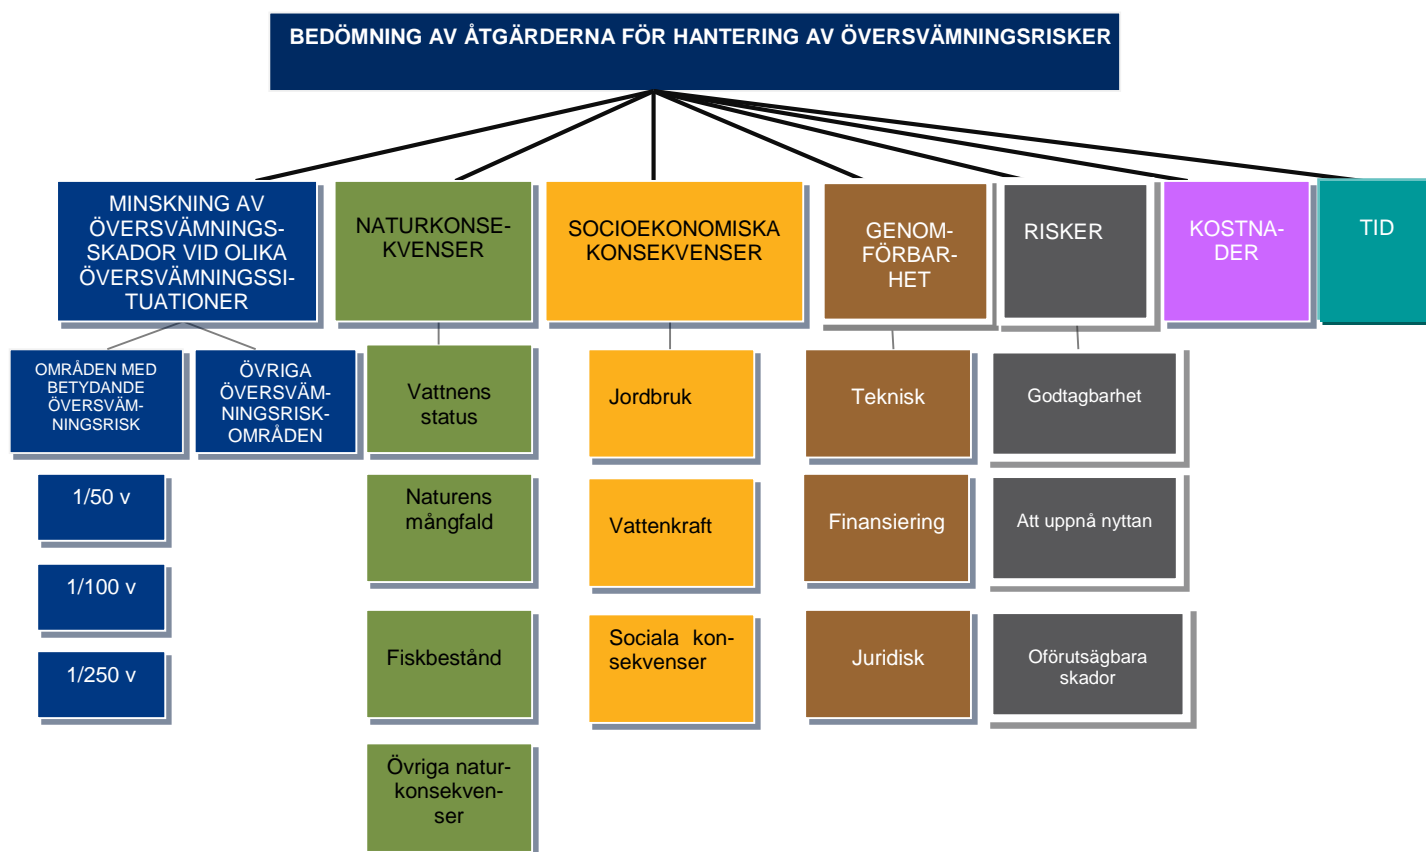 BEDÖMNING AV ÅTGÄRDERNA FÖR HANTERING AV ÖVERSVÄMNINGSRISKER
MINSKNING AV
ÖVERSVÄMNINGS-
SKADOR VID OLIKA
ÖVERSVÄMNINGSSI-
TUATIONER
NATURKONSE-
KVENSER
SOCIOEKONOMISKA
KONSEKVENSER
GENOM-
FÖRBAR-
HET
RISKER
KOSTNA-
DER
TID
OMRÅDEN MED
BETYDANDE
ÖVERSVÄM-
NINGSRISK
ÖVRIGA
ÖVERSVÄM-
NINGSRISK-
OMRÅDEN
1/50 v
1/100 v
1/250 v
Vattnens
status
Naturens
mångfald
Fiskbestånd
Övriga natur-
konsekven-
ser
Jordbruk
Vattenkraft
Sociala kon-
sekvenser
Teknisk
Finansiering
Juridisk
Godtagbarhet
Att uppnå nyttan
Oförutsägbara
skador